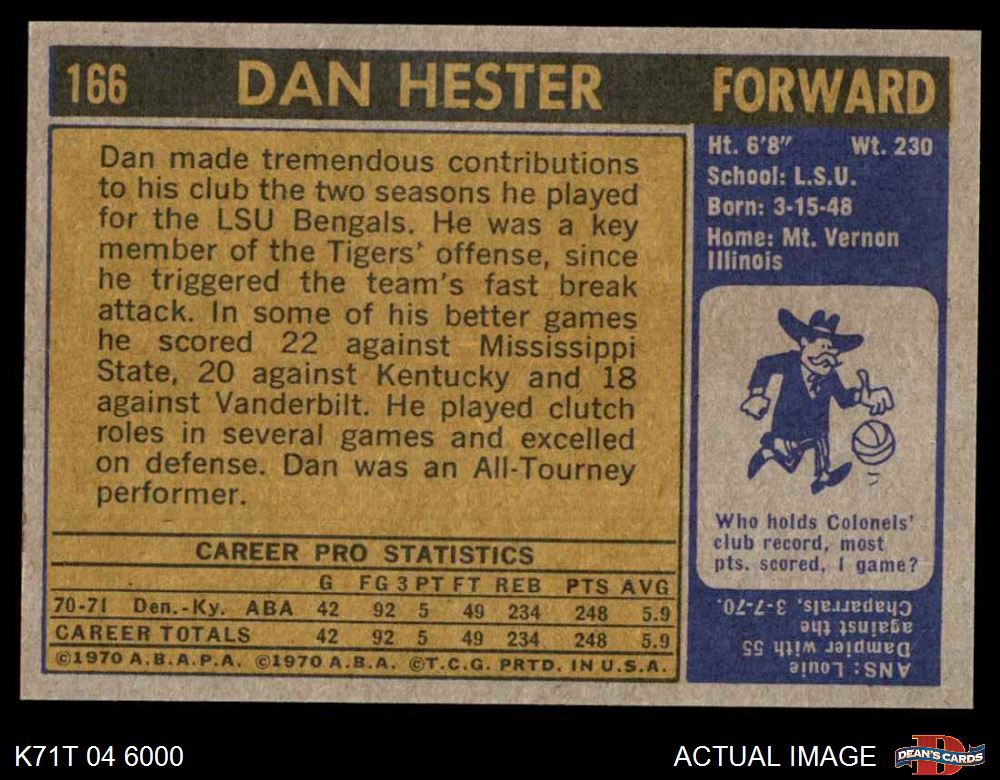 166 DAN HESTER FORWARD
Dan made tremendous contributions
to his club the two seasons he played
for the LSU Bengals. He was a key
member of the Tigers' offense, since
he triggered the team's fast break
attack. In some of his better games
he scored 22 against Mississippi
State, 20 against Kentucky and 18
against Vanderbilt. He played clutch
roles in several games and excelled
on defense. Dan was an All-Tourney
performer.
CAREER PRO STATISTICS
G FG 3PT FT REB PTS AVG
70-71 Den.-Ky. ABA 42 92 5 49 234 248 5.9
CAREER TOTALS 42 92 5 49 234 248 5.9
©1970 A.B.A.P.A. ©1970 A.B.A. ©T.C.G. PRTD. IN U.S.A.
Ht. 6'8" Wt. 230
School: L.S.U.
Born: 3-15-48
Home: Mt. Vernon
Illinois
Who holds Colonels'
club record, most
pts. scored, 1 game?
ANS: Louie
Dampier with 55
against the
Chaparrals, 3-7-70.
K71T 04 6000
ACTUAL IMAGE
D
DEAN'S CARDS